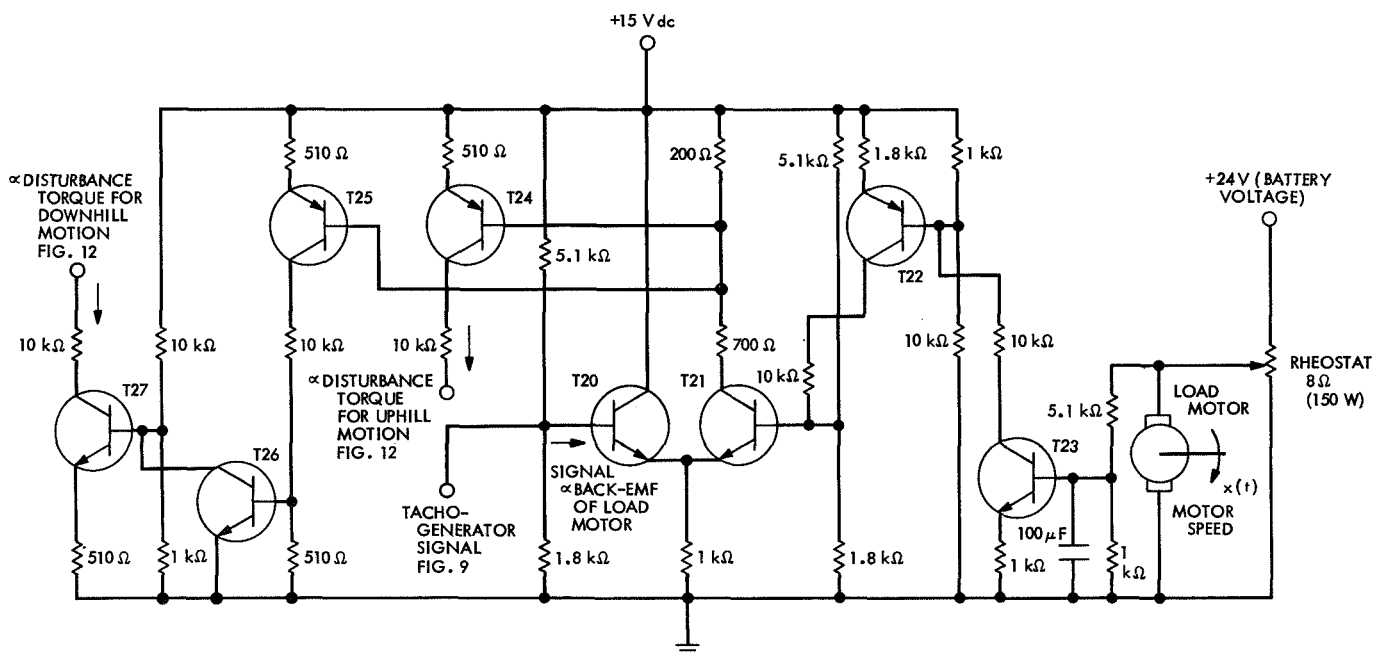 +15 V dc
510 Ω
510 Ω
200 Ω
5.1 kΩ
1.8 kΩ
1 kΩ
∝ DISTURBANCE
TORQUE FOR
DOWNHILL
MOTION
FIG. 12
T25
T24
T22
+24 V (BATTERY
VOLTAGE)
5.1 kΩ
10 kΩ
10 kΩ
10 kΩ
10 kΩ
700 Ω
10 kΩ
10 kΩ
10 kΩ
RHEOSTAT
8 Ω
(150 W)
∝ DISTURBANCE
TORQUE
FOR UPHILL
MOTION
FIG. 12
T27
T26
T20
T21
T23
5.1 kΩ
LOAD
MOTOR
x(t)
MOTOR
SPEED
SIGNAL
∝ BACK-EMF
OF LOAD
MOTOR
TACHO-
GENERATOR
SIGNAL
FIG. 9
510 Ω
1 kΩ
510 Ω
1.8 kΩ
1 kΩ
1.8 kΩ
1 kΩ
100 μF
1
kΩ